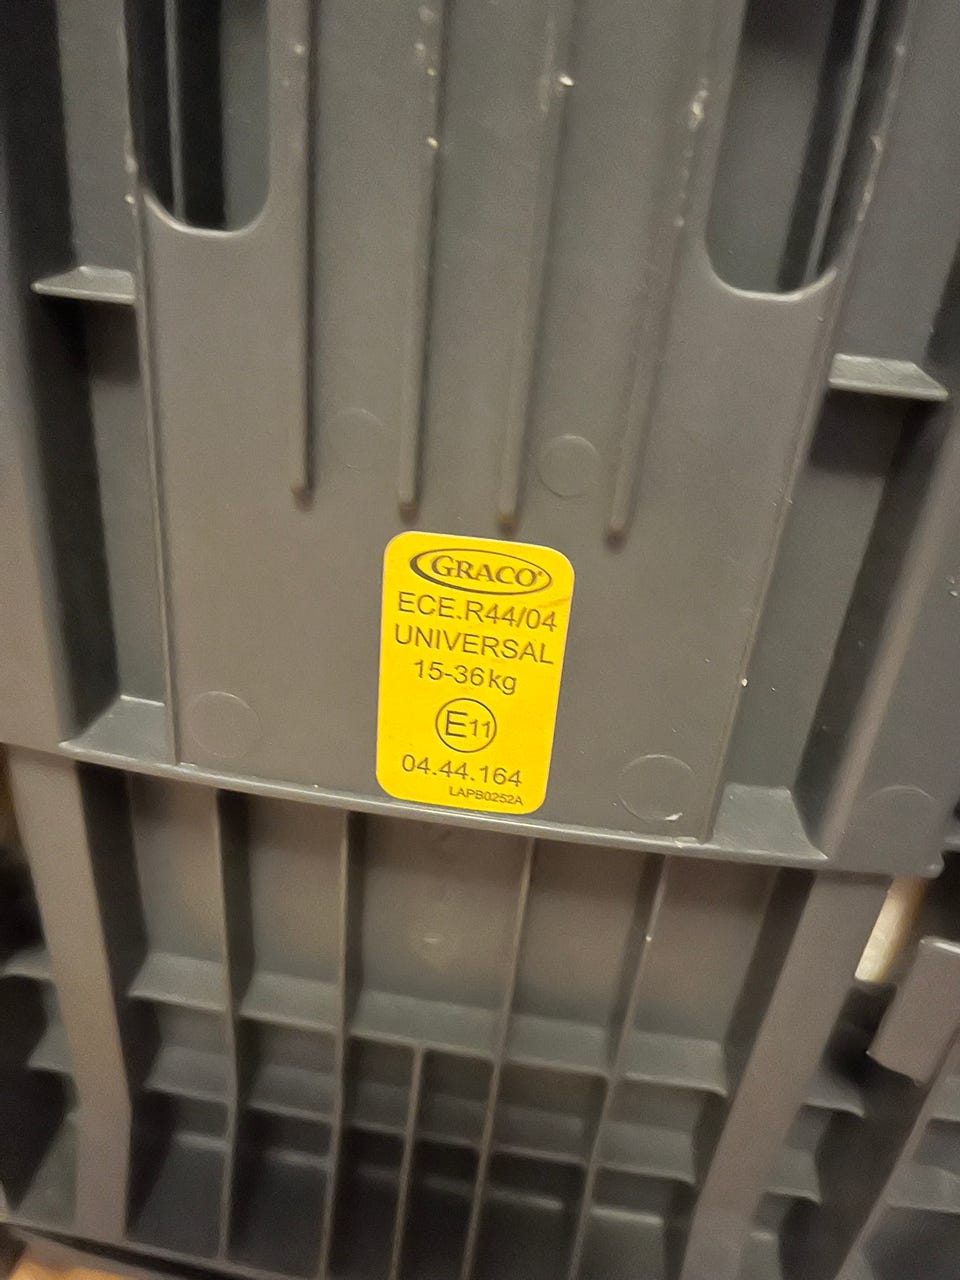 GRACO®
ECE.R44/04
UNIVERSAL
15-36kg
E11
04.44.164
LAPB0252A